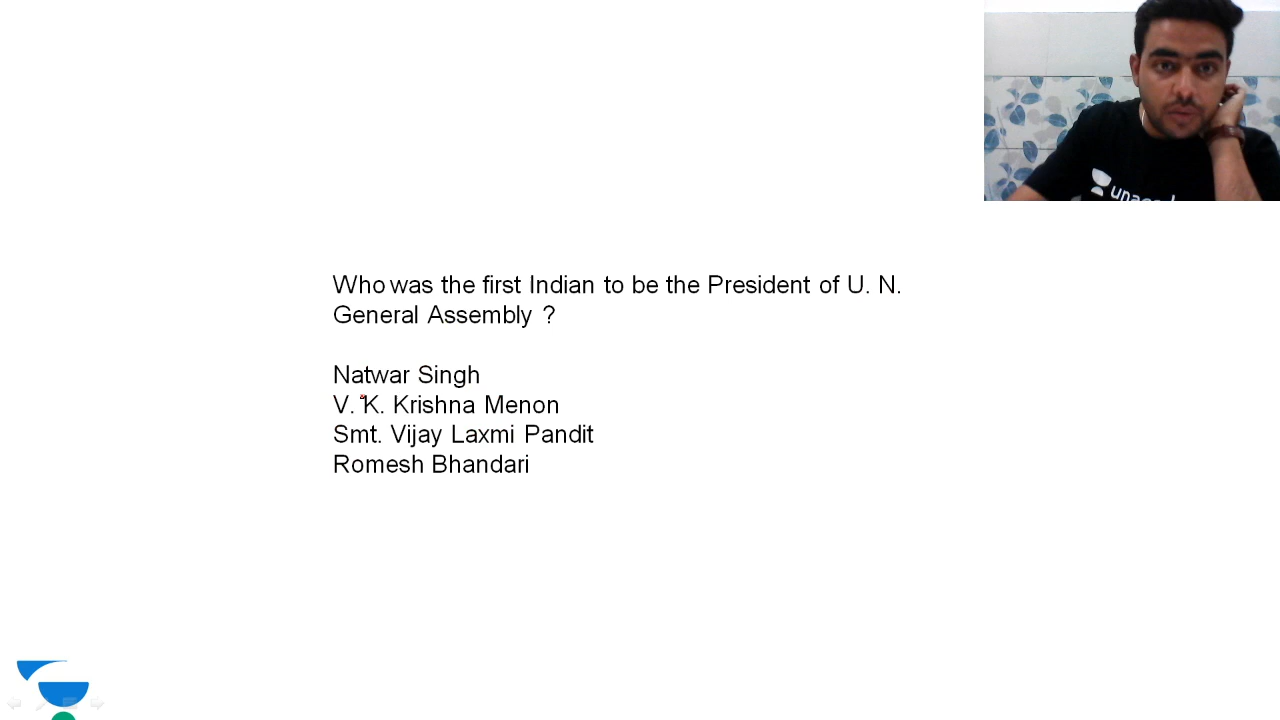 Who was the first Indian to be the President of U. N.
General Assembly ?
Natwar Singh
V. K. Krishna Menon
Smt. Vijay Laxmi Pandit
Romesh Bhandari